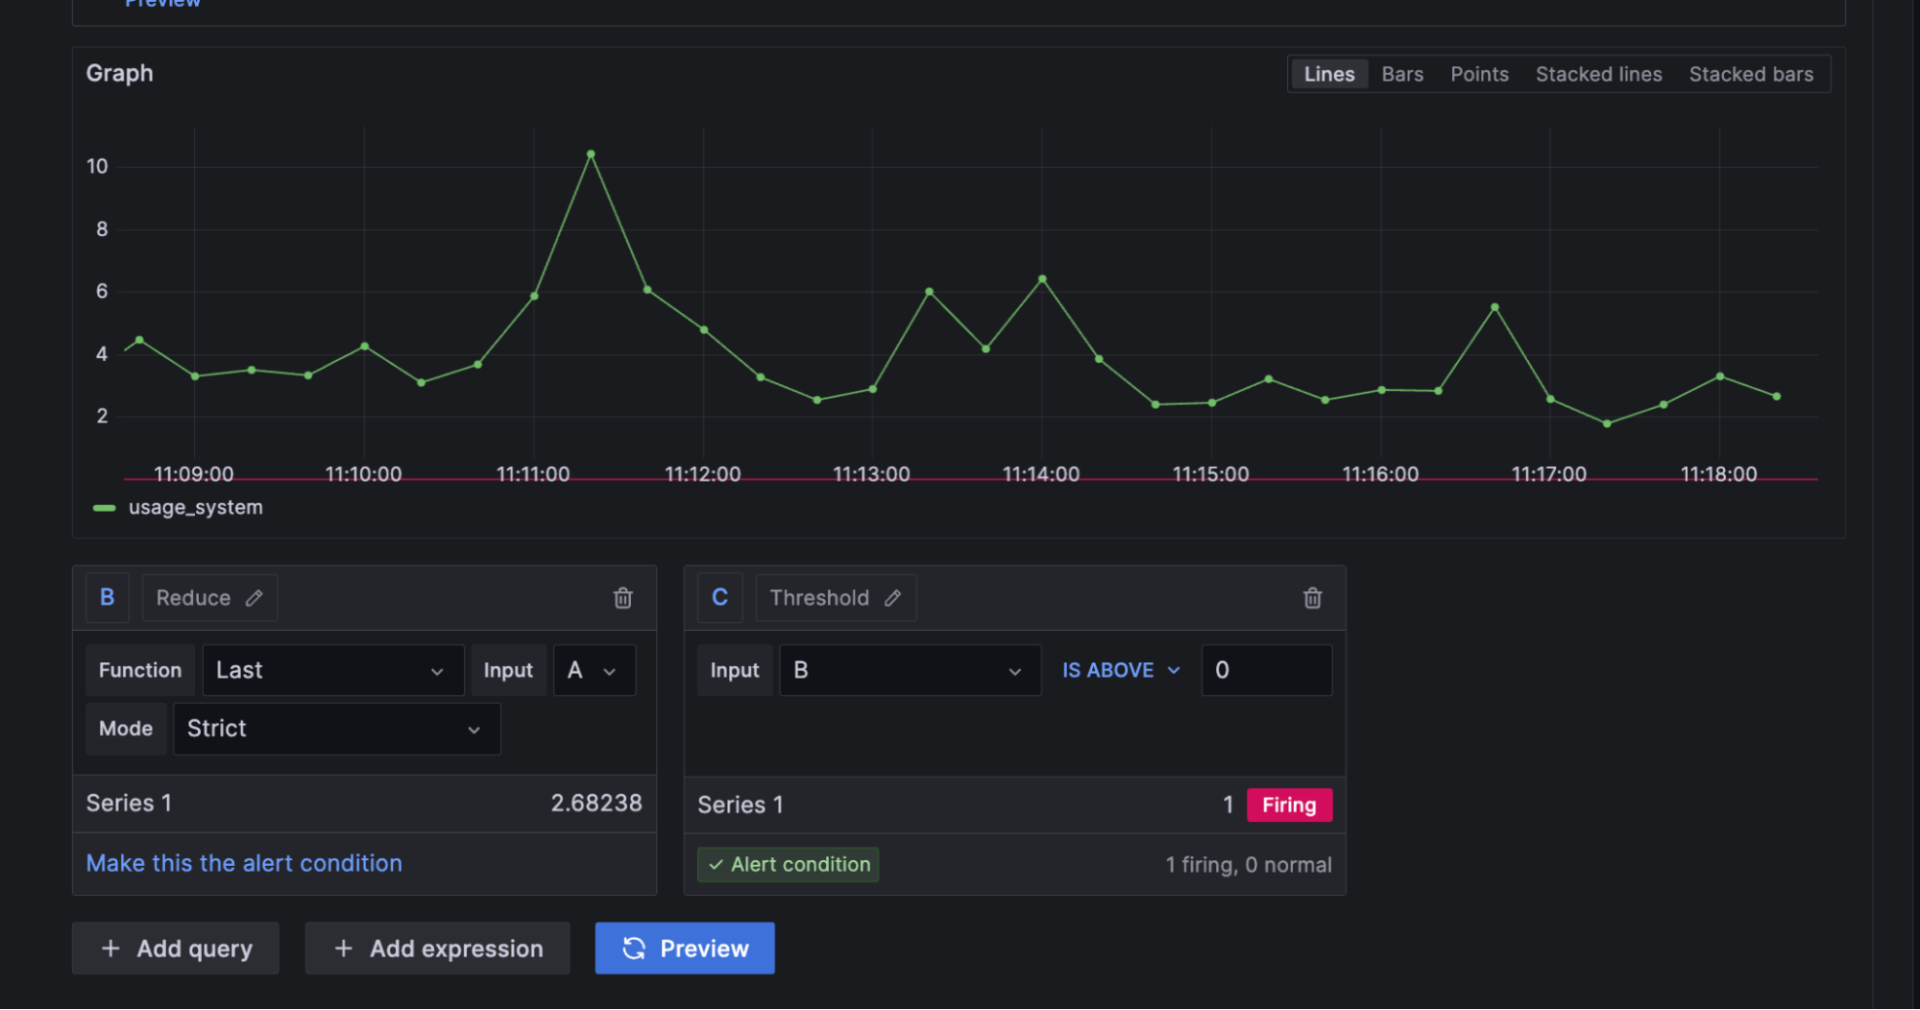 Preview
Graph
Lines Bars Points Stacked lines Stacked bars
10
8
6
4
2
11:09:00 11:10:00 11:11:00 11:12:00 11:13:00 11:14:00 11:15:00 11:16:00 11:17:00 11:18:00
usage_system
B Reduce
Function Last Input A
Mode Strict
Series 1 2.68238
Make this the alert condition
C Threshold
Input B IS ABOVE 0
Series 1 1 Firing
Alert condition 1 firing, 0 normal
+ Add query + Add expression Preview